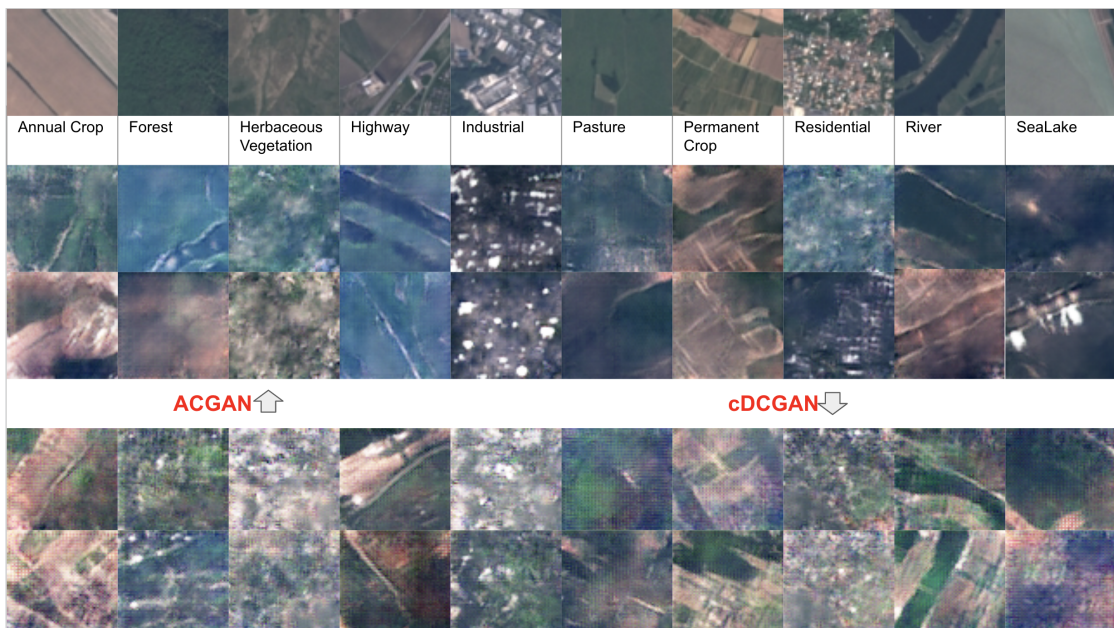 Annual Crop
Forest
Herbaceous
Vegetation
Highway
Industrial
Pasture
Permanent
Crop
Residential
River
SeaLake
ACGAN
cDCGAN